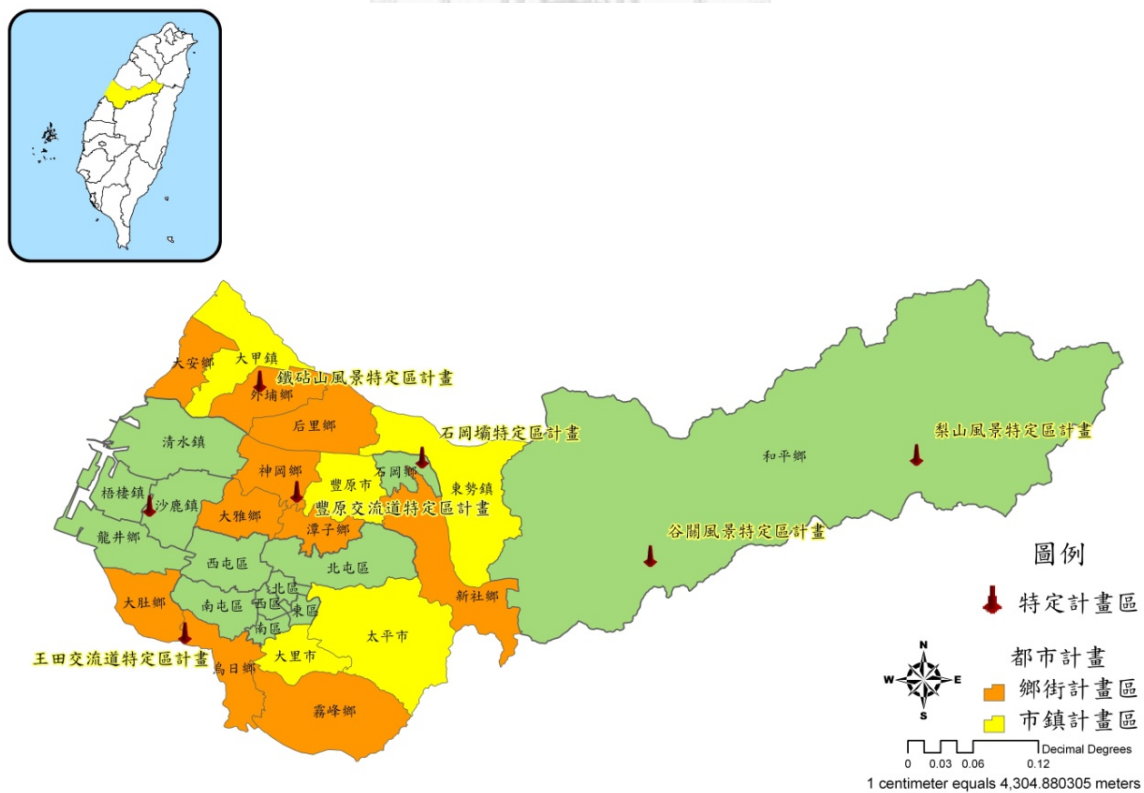 大安鄉
大甲鎮
鐵砧山風景特定區計畫
外埔鄉
后里鄉
石岡壩特定區計畫
清水鎮
梨山風景特定區計畫
和平鄉
神岡鄉
石岡鄉
豐原市
東勢鎮
梧棲鎮
沙鹿鎮
豐原交流道特定區計畫
大雅鄉
潭子鄉
龍井鄉
谷關風景特定區計畫
西屯區
北屯區
圖例
特定計畫區
北區
大肚鄉
南屯區
西區
東區
新社鄉
南區
太平市
王田交流道特定區計畫
大里市
烏日鄉
霧峰鄉
都市計畫
鄉街計畫區
市鎮計畫區
N
W
E
S
Decimal Degrees
0 0.03 0.06 0.12
1 centimeter equals 4,304.880305 meters